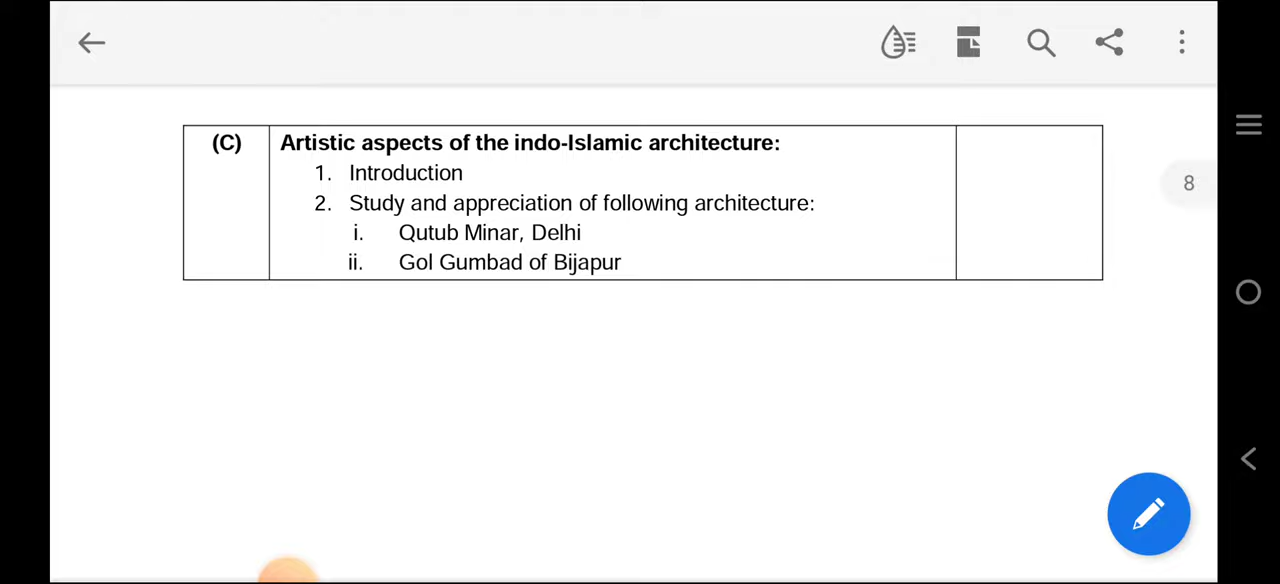 (C) Artistic aspects of the indo-Islamic architecture:
1. Introduction
2. Study and appreciation of following architecture:
i. Qutub Minar, Delhi
ii. Gol Gumbad of Bijapur
8